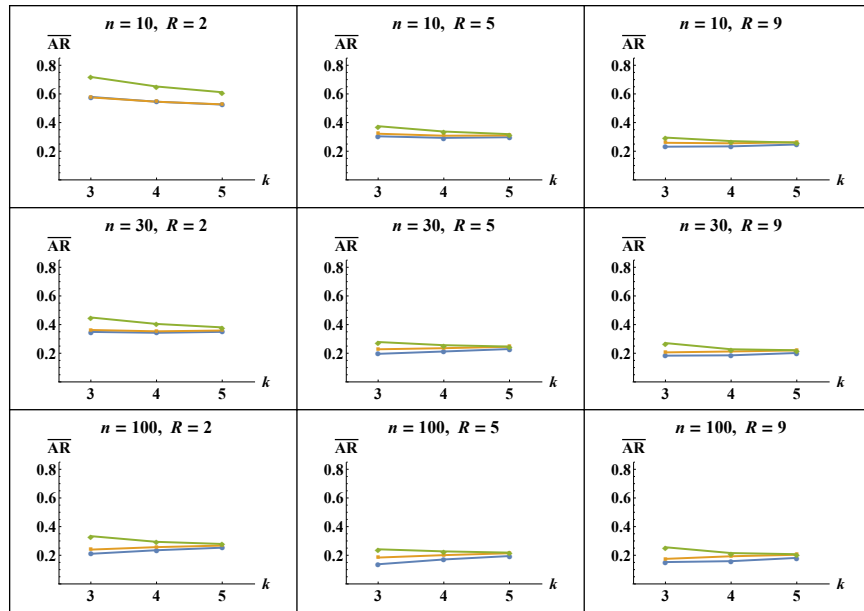 n = 10, R = 2
AR
0.8
0.6
0.4
0.2
3 4 5 k
n = 10, R = 5
AR
0.8
0.6
0.4
0.2
3 4 5 k
n = 10, R = 9
AR
0.8
0.6
0.4
0.2
3 4 5 k
n = 30, R = 2
AR
0.8
0.6
0.4
0.2
3 4 5 k
n = 30, R = 5
AR
0.8
0.6
0.4
0.2
3 4 5 k
n = 30, R = 9
AR
0.8
0.6
0.4
0.2
3 4 5 k
n = 100, R = 2
AR
0.8
0.6
0.4
0.2
3 4 5 k
n = 100, R = 5
AR
0.8
0.6
0.4
0.2
3 4 5 k
n = 100, R = 9
AR
0.8
0.6
0.4
0.2
3 4 5 k